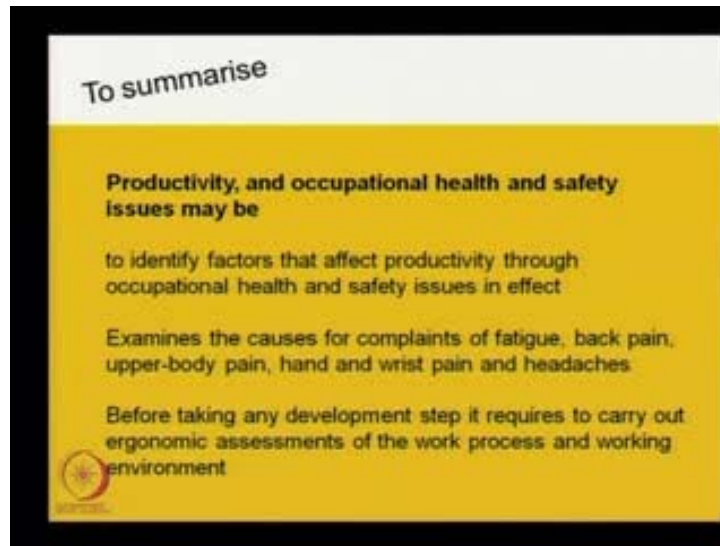 To summarise
Productivity, and occupational health and safety
issues may be
to identify factors that affect productivity through
occupational health and safety issues in effect
Examines the causes for complaints of fatigue, back pain,
upper-body pain, hand and wrist pain and headaches
Before taking any development step it requires to carry out
ergonomic assessments of the work process and working
environment
NPTEL